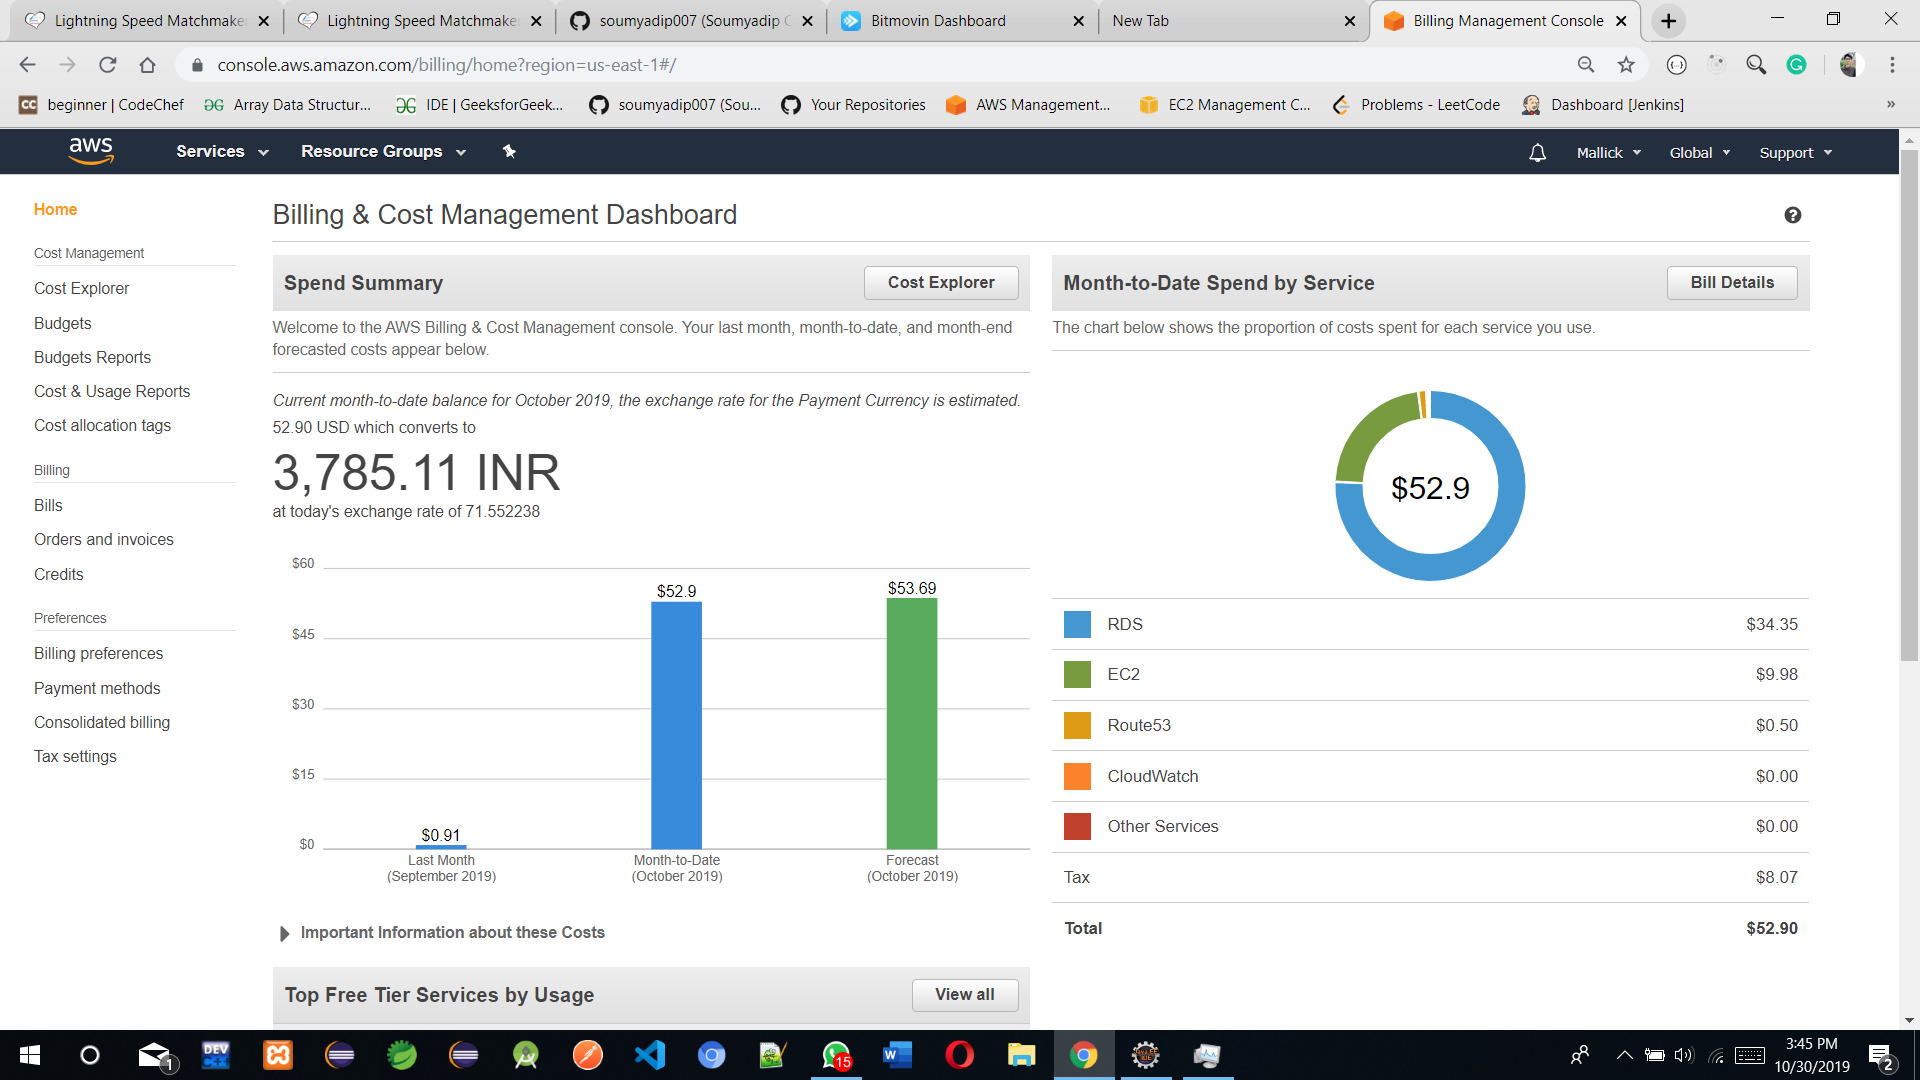 Lightning Speed Matchmake
Lightning Speed Matchmake
soumyadip007 (Soumyadip
Bitmovin Dashboard
New Tab
Billing Management Console
console.aws.amazon.com/billing/home?region=us-east-1#/
CC beginner | CodeChef
Array Data Structur...
IDE | GeeksforGeek...
soumyadip007 (Sou...
Your Repositories
AWS Management...
EC2 Management C...
Problems - LeetCode
Dashboard [Jenkins]
»
aws
Services
Resource Groups
Mallick
Global
Support
Home
Cost Management
Cost Explorer
Budgets
Budgets Reports
Cost & Usage Reports
Cost allocation tags
Billing
Bills
Orders and invoices
Credits
Preferences
Billing preferences
Payment methods
Consolidated billing
Tax settings
Billing & Cost Management Dashboard
Spend Summary
Cost Explorer
Welcome to the AWS Billing & Cost Management console. Your last month, month-to-date, and month-end
forecasted costs appear below.
Current month-to-date balance for October 2019, the exchange rate for the Payment Currency is estimated.
52.90 USD which converts to
3,785.11 INR
at today's exchange rate of 71.552238
$60
$45
$30
$15
$0
$0.91
$52.9
$53.69
Last Month
(September 2019)
Month-to-Date
(October 2019)
Forecast
(October 2019)
Important Information about these Costs
Top Free Tier Services by Usage
View all
Month-to-Date Spend by Service
Bill Details
The chart below shows the proportion of costs spent for each service you use.
$52.9
RDS $34.35
EC2 $9.98
Route53 $0.50
CloudWatch $0.00
Other Services $0.00
Tax $8.07
Total $52.90
1
DEV
C++
15
3:45 PM
10/30/2019
2